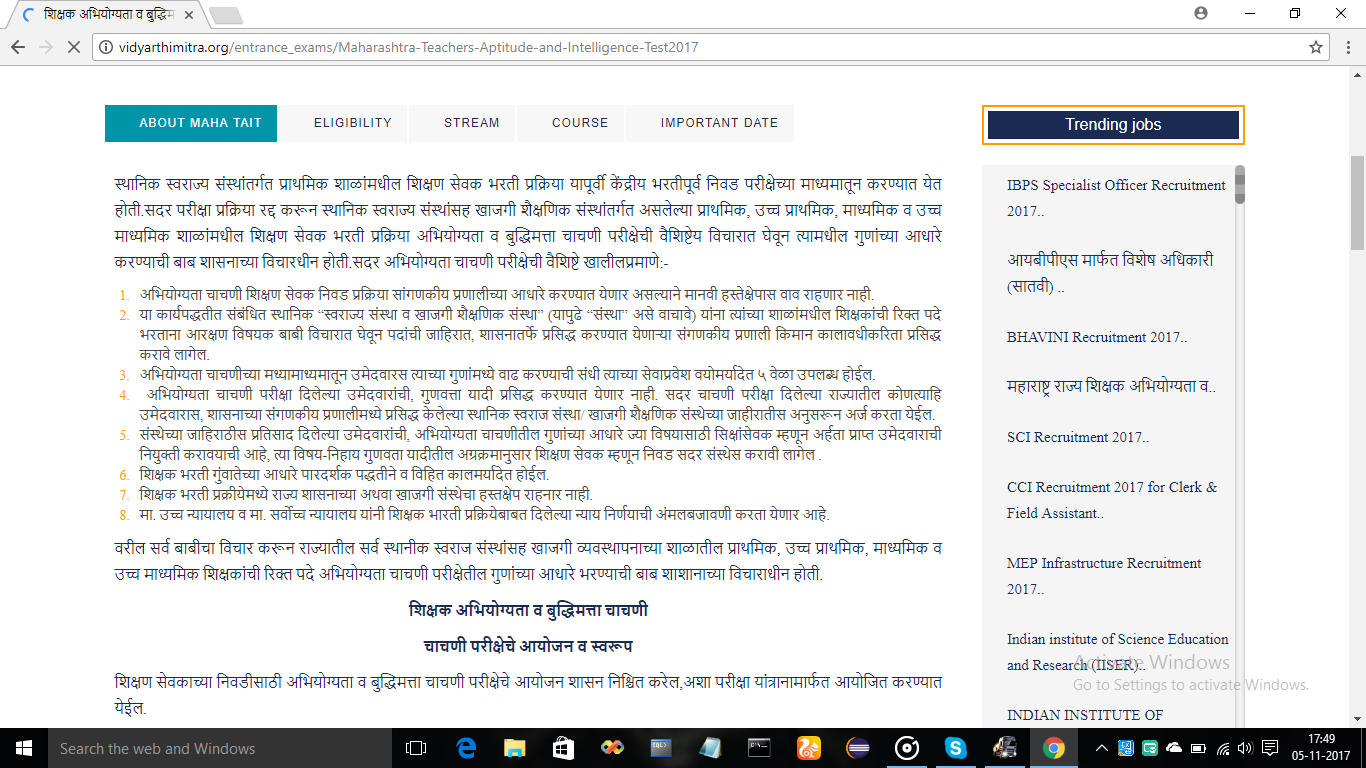 शिक्षक अभियोग्यता व बुद्धिम
vidyarthimitra.org/entrance_exams/Maharashtra-Teachers-Aptitude-and-Intelligence-Test2017
ABOUT MAHA TAIT
ELIGIBILITY
STREAM
COURSE
IMPORTANT DATE
स्थानिक स्वराज्य संस्थांतर्गत प्राथमिक शाळांमधील शिक्षण सेवक भरती प्रक्रिया यापूर्वी केंद्रीय भरतीपूर्व निवड परीक्षेच्या माध्यमातून करण्यात येत
होती.सदर परीक्षा प्रक्रिया रद्द करून स्थानिक स्वराज्य संस्थांसह खाजगी शैक्षणिक संस्थांतर्गत असलेल्या प्राथमिक, उच्च प्राथमिक, माध्यमिक व उच्च
माध्यमिक शाळांमधील शिक्षण सेवक भरती प्रक्रिया अभियोग्यता व बुद्धिमत्ता चाचणी परीक्षेची वैशिष्टेय विचारात घेवून त्यामधील गुणांच्या आधारे
करण्याची बाब शासनाच्या विचारधीन होती.सदर अभियोग्यता चाचणी परीक्षेची वैशिष्टे खालीलप्रमाणे:-
1. अभियोग्यता चाचणी शिक्षण सेवक निवड प्रक्रिया सांगणकीय प्रणालीच्या आधारे करण्यात येणार असल्याने मानवी हस्तेक्षेपास वाव राहणार नाही.
2. या कार्यपद्धतीत संबंधित स्थानिक “स्वराज्य संस्था व खाजगी शैक्षणिक संस्था” (यापुढे “संस्था” असे वाचावे) यांना त्यांच्या शाळांमधील शिक्षकांची रिक्त पदे
भरताना आरक्षण विषयक बाबी विचारात घेवून पदांची जाहिरात, शासनातर्फे प्रसिद्ध करण्यात येणाऱ्या संगणकीय प्रणाली किमान कालावधीकरिता प्रसिद्ध
करावे लागेल.
3. अभियोग्यता चाचणीच्या मध्यामाध्यमातून उमेदवारस त्याच्या गुणांमध्ये वाढ करण्याची संधी त्याच्या सेवाप्रवेश वयोमर्यादेत ५ वेळा उपलब्ध होईल.
4. अभियोग्यता चाचणी परीक्षा दिलेल्या उमेदवारांची, गुणवत्ता यादी प्रसिद्ध करण्यात येणार नाही. सदर चाचणी परीक्षा दिलेल्या राज्यातील कोणत्याहि
उमेदवारास, शासनाच्या संगणकीय प्रणालीमध्ये प्रसिद्ध केलेल्या स्थानिक स्वराज संस्था/ खाजगी शैक्षणिक संस्थेच्या जाहीरातीस अनुसरून अर्ज करता येईल.
5. संस्थेच्या जाहिराठीस प्रतिसाद दिलेल्या उमेदवारांची, अभियोग्यता चाचणीतील गुणांच्या आधारे ज्या विषयासाठी सिक्षांसेवक म्हणून अर्हता प्राप्त उमेदवाराची
नियुक्ती करावयाची आहे, त्या विषय-निहाय गुणवता यादीतील अग्रक्रमानुसार शिक्षण सेवक म्हणून निवड सदर संस्थेस करावी लागेल .
6. शिक्षक भरती गुंवातेच्या आधारे पारदर्शक पद्धतीने व विहित कालमर्यादित होईल.
7. शिक्षक भरती प्रक्रीयेमध्ये राज्य शासनाच्या अथवा खाजगी संस्थेचा हस्तक्षेप राहनार नाही.
8. मा. उच्च न्यायालय व मा. सर्वोच्च न्यायालय यांनी शिक्षक भारती प्रक्रियेबाबत दिलेल्या न्याय निर्णयाची अंमलबजावणी करता येणार आहे.
वरील सर्व बाबीचा विचार करून राज्यातील सर्व स्थानीक स्वराज संस्थांसह खाजगी व्यवस्थापनाच्या शाळातील प्राथमिक, उच्च प्राथमिक, माध्यमिक व
उच्च माध्यमिक शिक्षकांची रिक्त पदे अभियोग्यता चाचणी परीक्षेतील गुणांच्या आधारे भरण्याची बाब शाशानाच्या विचाराधीन होती.
शिक्षक अभियोग्यता व बुद्धिमत्ता चाचणी
चाचणी परीक्षेचे आयोजन व स्वरूप
शिक्षण सेवकाच्या निवडीसाठी अभियोग्यता व बुद्धिमत्ता चाचणी परीक्षेचे आयोजन शासन निश्चित करेल,अशा परीक्षा यांत्रानामार्फत आयोजित करण्यात
येईल.
Trending jobs
IBPS Specialist Officer Recruitment
2017..
आयबीपीएस मार्फत विशेष अधिकारी
(सातवी) ..
BHAVINI Recruitment 2017..
महाराष्ट्र राज्य शिक्षक अभियोग्यता व..
SCI Recruitment 2017..
CCI Recruitment 2017 for Clerk &
Field Assistant..
MEP Infrastructure Recruitment
2017..
Indian institute of Science Education
and Research (IISER)..
INDIAN INSTITUTE OF
Activate Windows
Go to Settings to activate Windows.
Search the web and Windows
17:49
05-11-2017